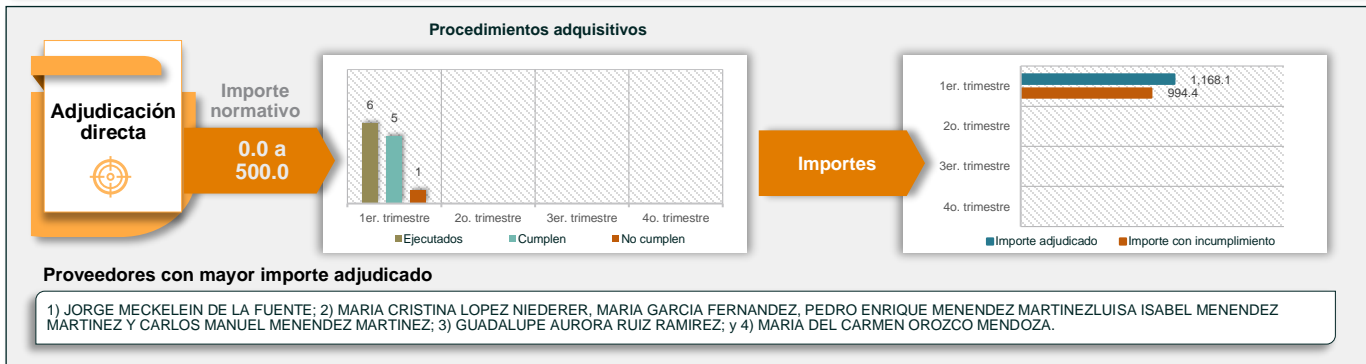 Procedimientos adquisitivos
Adjudicación
directa
Importe
normativo
0.0 a
500.0
6
5
1
1er. trimestre
2o. trimestre
3er. trimestre
4o. trimestre
Ejecutados
Cumplen
No cumplen
Importes
1er. trimestre
2o. trimestre
3er. trimestre
4o. trimestre
1,168.1
994.4
Importe adjudicado
Importe con incumplimiento
Proveedores con mayor importe adjudicado
1) JORGE MECKELEIN DE LA FUENTE; 2) MARIA CRISTINA LOPEZ NIEDERER, MARIA GARCIA FERNANDEZ, PEDRO ENRIQUE MENENDEZ MARTINEZLUISA ISABEL MENENDEZ
MARTINEZ Y CARLOS MANUEL MENENDEZ MARTINEZ; 3) GUADALUPE AURORA RUIZ RAMIREZ; y 4) MARIA DEL CARMEN OROZCO MENDOZA.